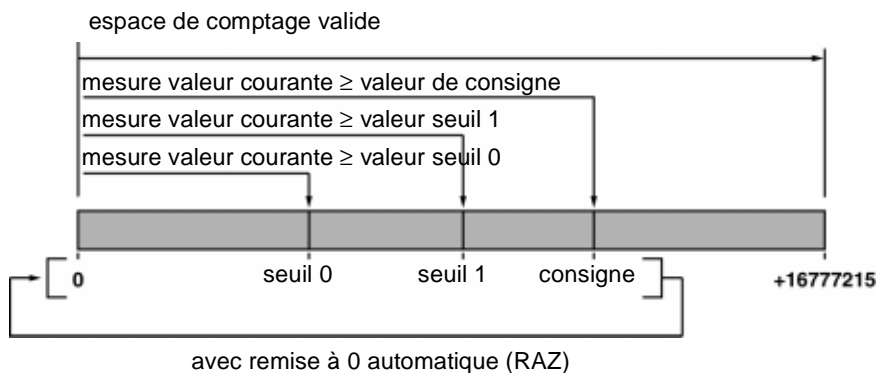 espace de comptage valide
mesure valeur courante ≥ valeur de consigne
mesure valeur courante ≥ valeur seuil 1
mesure valeur courante ≥ valeur seuil 0
0 seuil 0 seuil 1 consigne +16777215
avec remise à 0 automatique (RAZ)